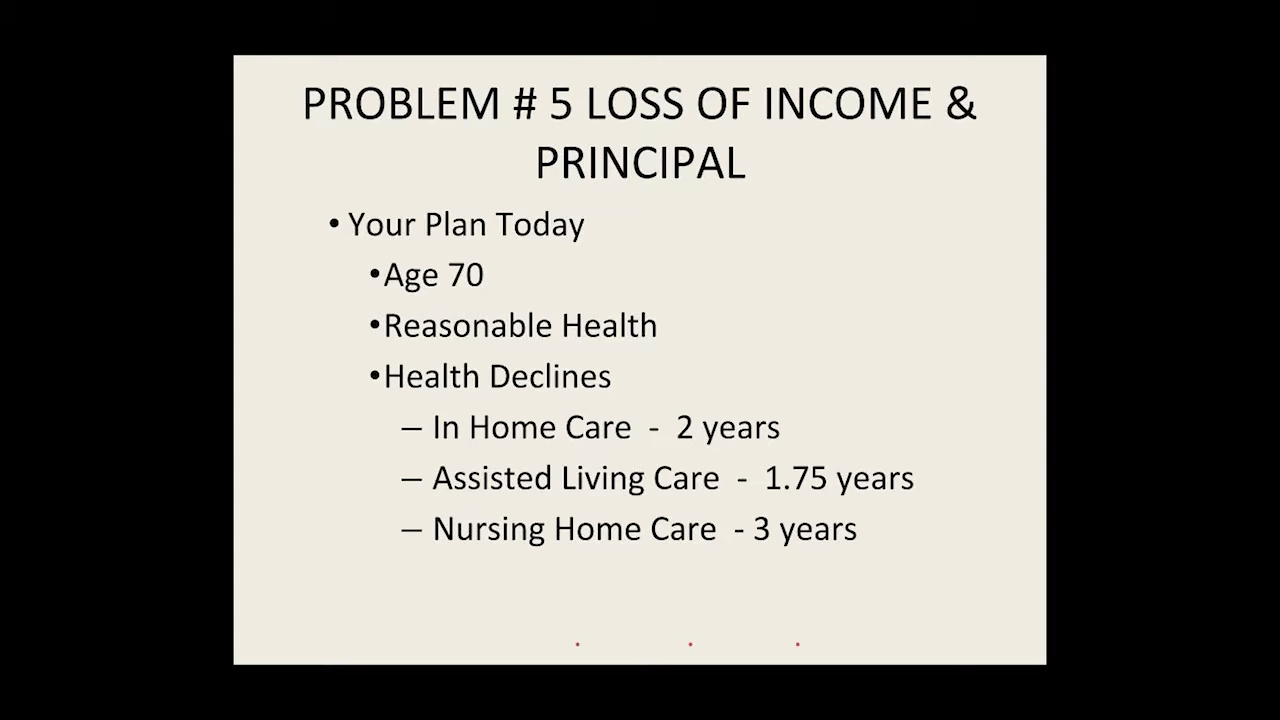 PROBLEM # 5 LOSS OF INCOME &
PRINCIPAL
• Your Plan Today
•Age 70
•Reasonable Health
•Health Declines
– In Home Care  -  2 years
– Assisted Living Care  -  1.75 years
– Nursing Home Care  - 3 years